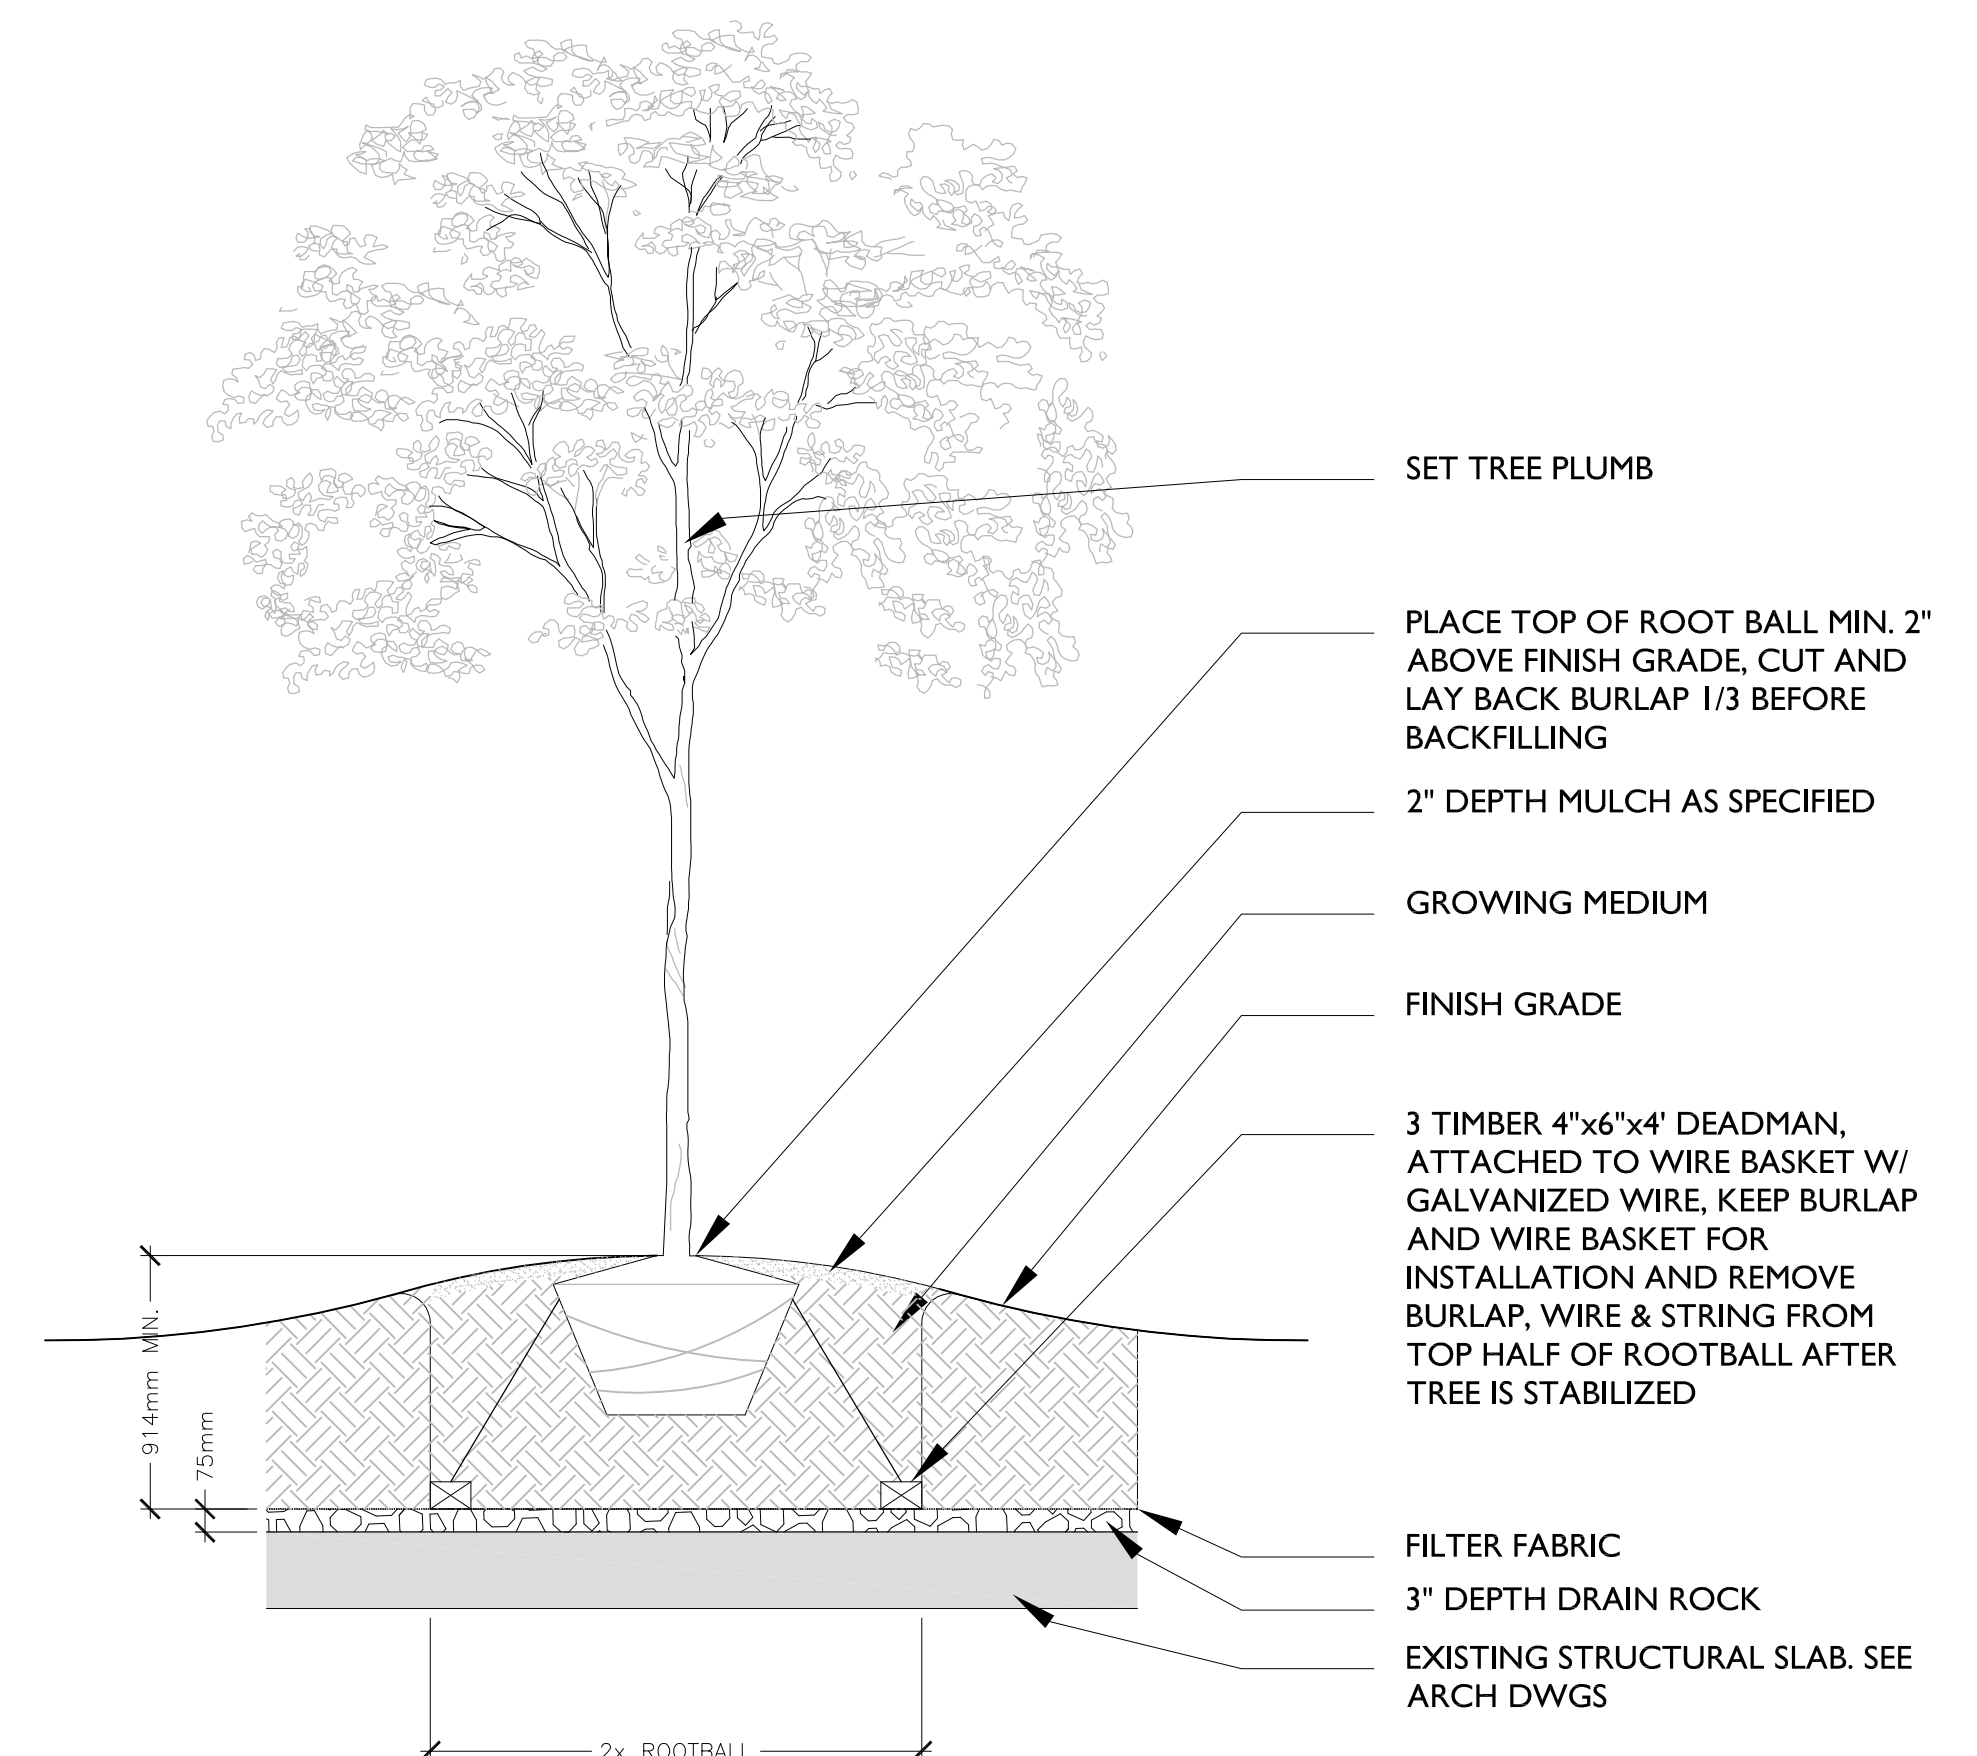 SET TREE PLUMB
PLACE TOP OF ROOT BALL MIN. 2"
ABOVE FINISH GRADE, CUT AND
LAY BACK BURLAP 1/3 BEFORE
BACKFILLING
2" DEPTH MULCH AS SPECIFIED
GROWING MEDIUM
FINISH GRADE
3 TIMBER 4"x6"x4' DEADMAN,
ATTACHED TO WIRE BASKET W/
GALVANIZED WIRE, KEEP BURLAP
AND WIRE BASKET FOR
INSTALLATION AND REMOVE
BURLAP, WIRE & STRING FROM
TOP HALF OF ROOTBALL AFTER
TREE IS STABILIZED
914mm MIN.
75mm
FILTER FABRIC
3" DEPTH DRAIN ROCK
EXISTING STRUCTURAL SLAB. SEE
ARCH DWGS
2x ROOTBALL